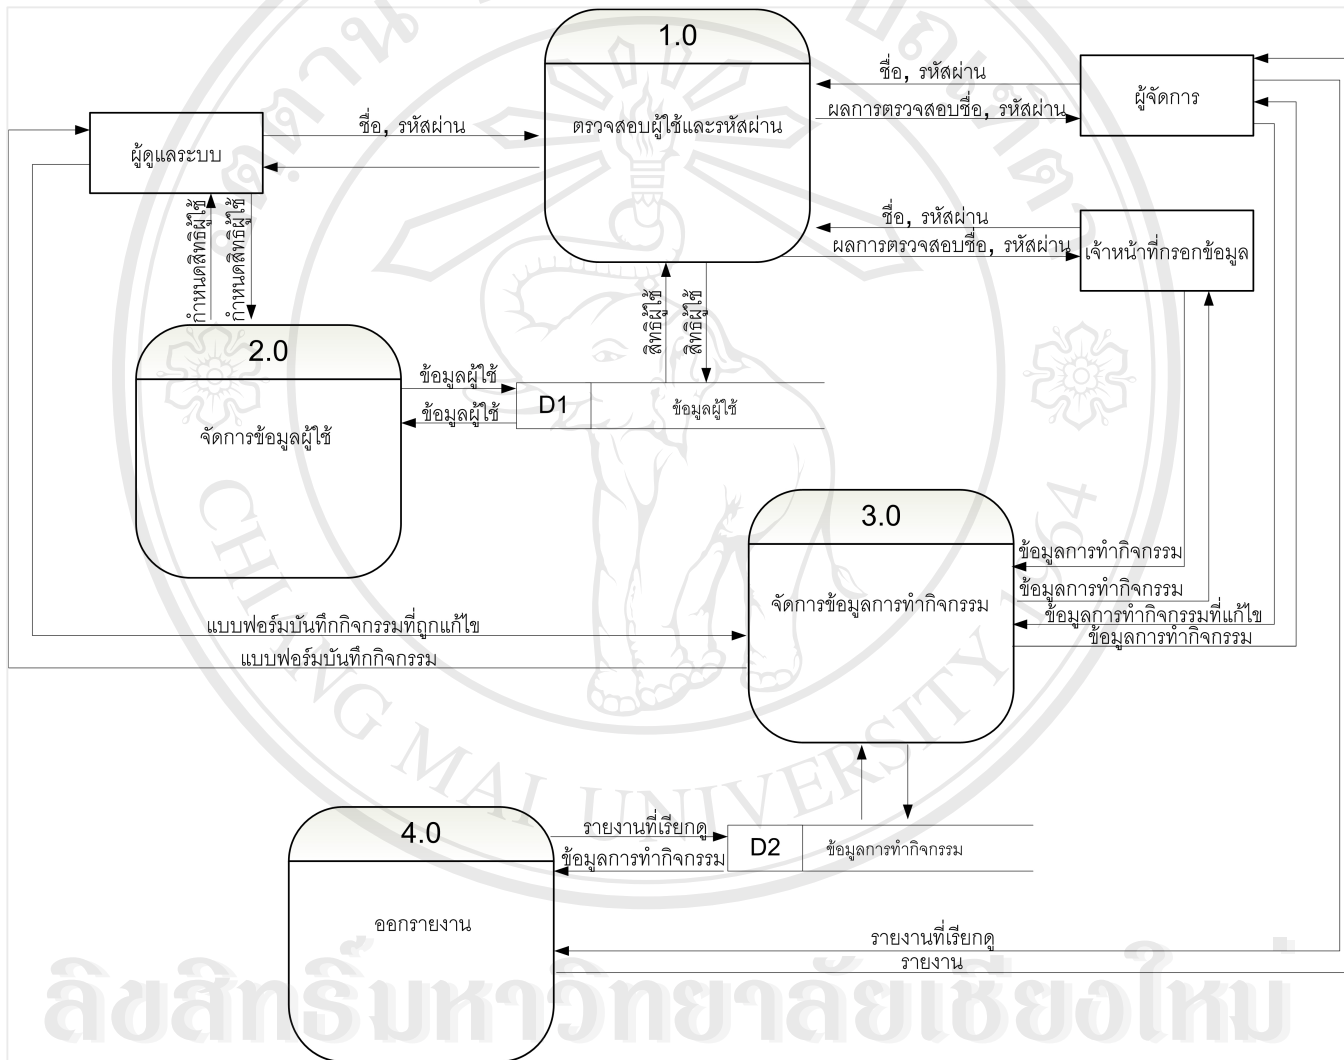 1.0
ตรวจสอบผู้ใช้และรหัสผ่าน
ชื่อ, รหัสผ่าน
ผลการตรวจสอบชื่อ, รหัสผ่าน
ผู้จัดการ
ผู้ดูแลระบบ
ชื่อ, รหัสผ่าน
ชื่อ, รหัสผ่าน
ผลการตรวจสอบชื่อ, รหัสผ่าน
เจ้าหน้าที่กรอกข้อมูล
กำหนดสิทธิผู้ใช้
กำหนดสิทธิผู้ใช้
สิทธิผู้ใช้
สิทธิผู้ใช้
2.0
จัดการข้อมูลผู้ใช้
ข้อมูลผู้ใช้
ข้อมูลผู้ใช้
D1
ข้อมูลผู้ใช้
3.0
จัดการข้อมูลการทำกิจกรรม
ข้อมูลการทำกิจกรรม
ข้อมูลการทำกิจกรรม
ข้อมูลการทำกิจกรรมที่แก้ไข
ข้อมูลการทำกิจกรรม
แบบฟอร์มบันทึกกิจกรรมที่ถูกแก้ไข
แบบฟอร์มบันทึกกิจกรรม
CHIANG MAI UNIVERSITY 1964
4.0
ออกรายงาน
รายงานที่เรียกดู
ข้อมูลการทำกิจกรรม
D2
ข้อมูลการทำกิจกรรม
รายงานที่เรียกดู
รายงาน
ลิขสิทธิ์มหาวิทยาลัยเชียงใหม่